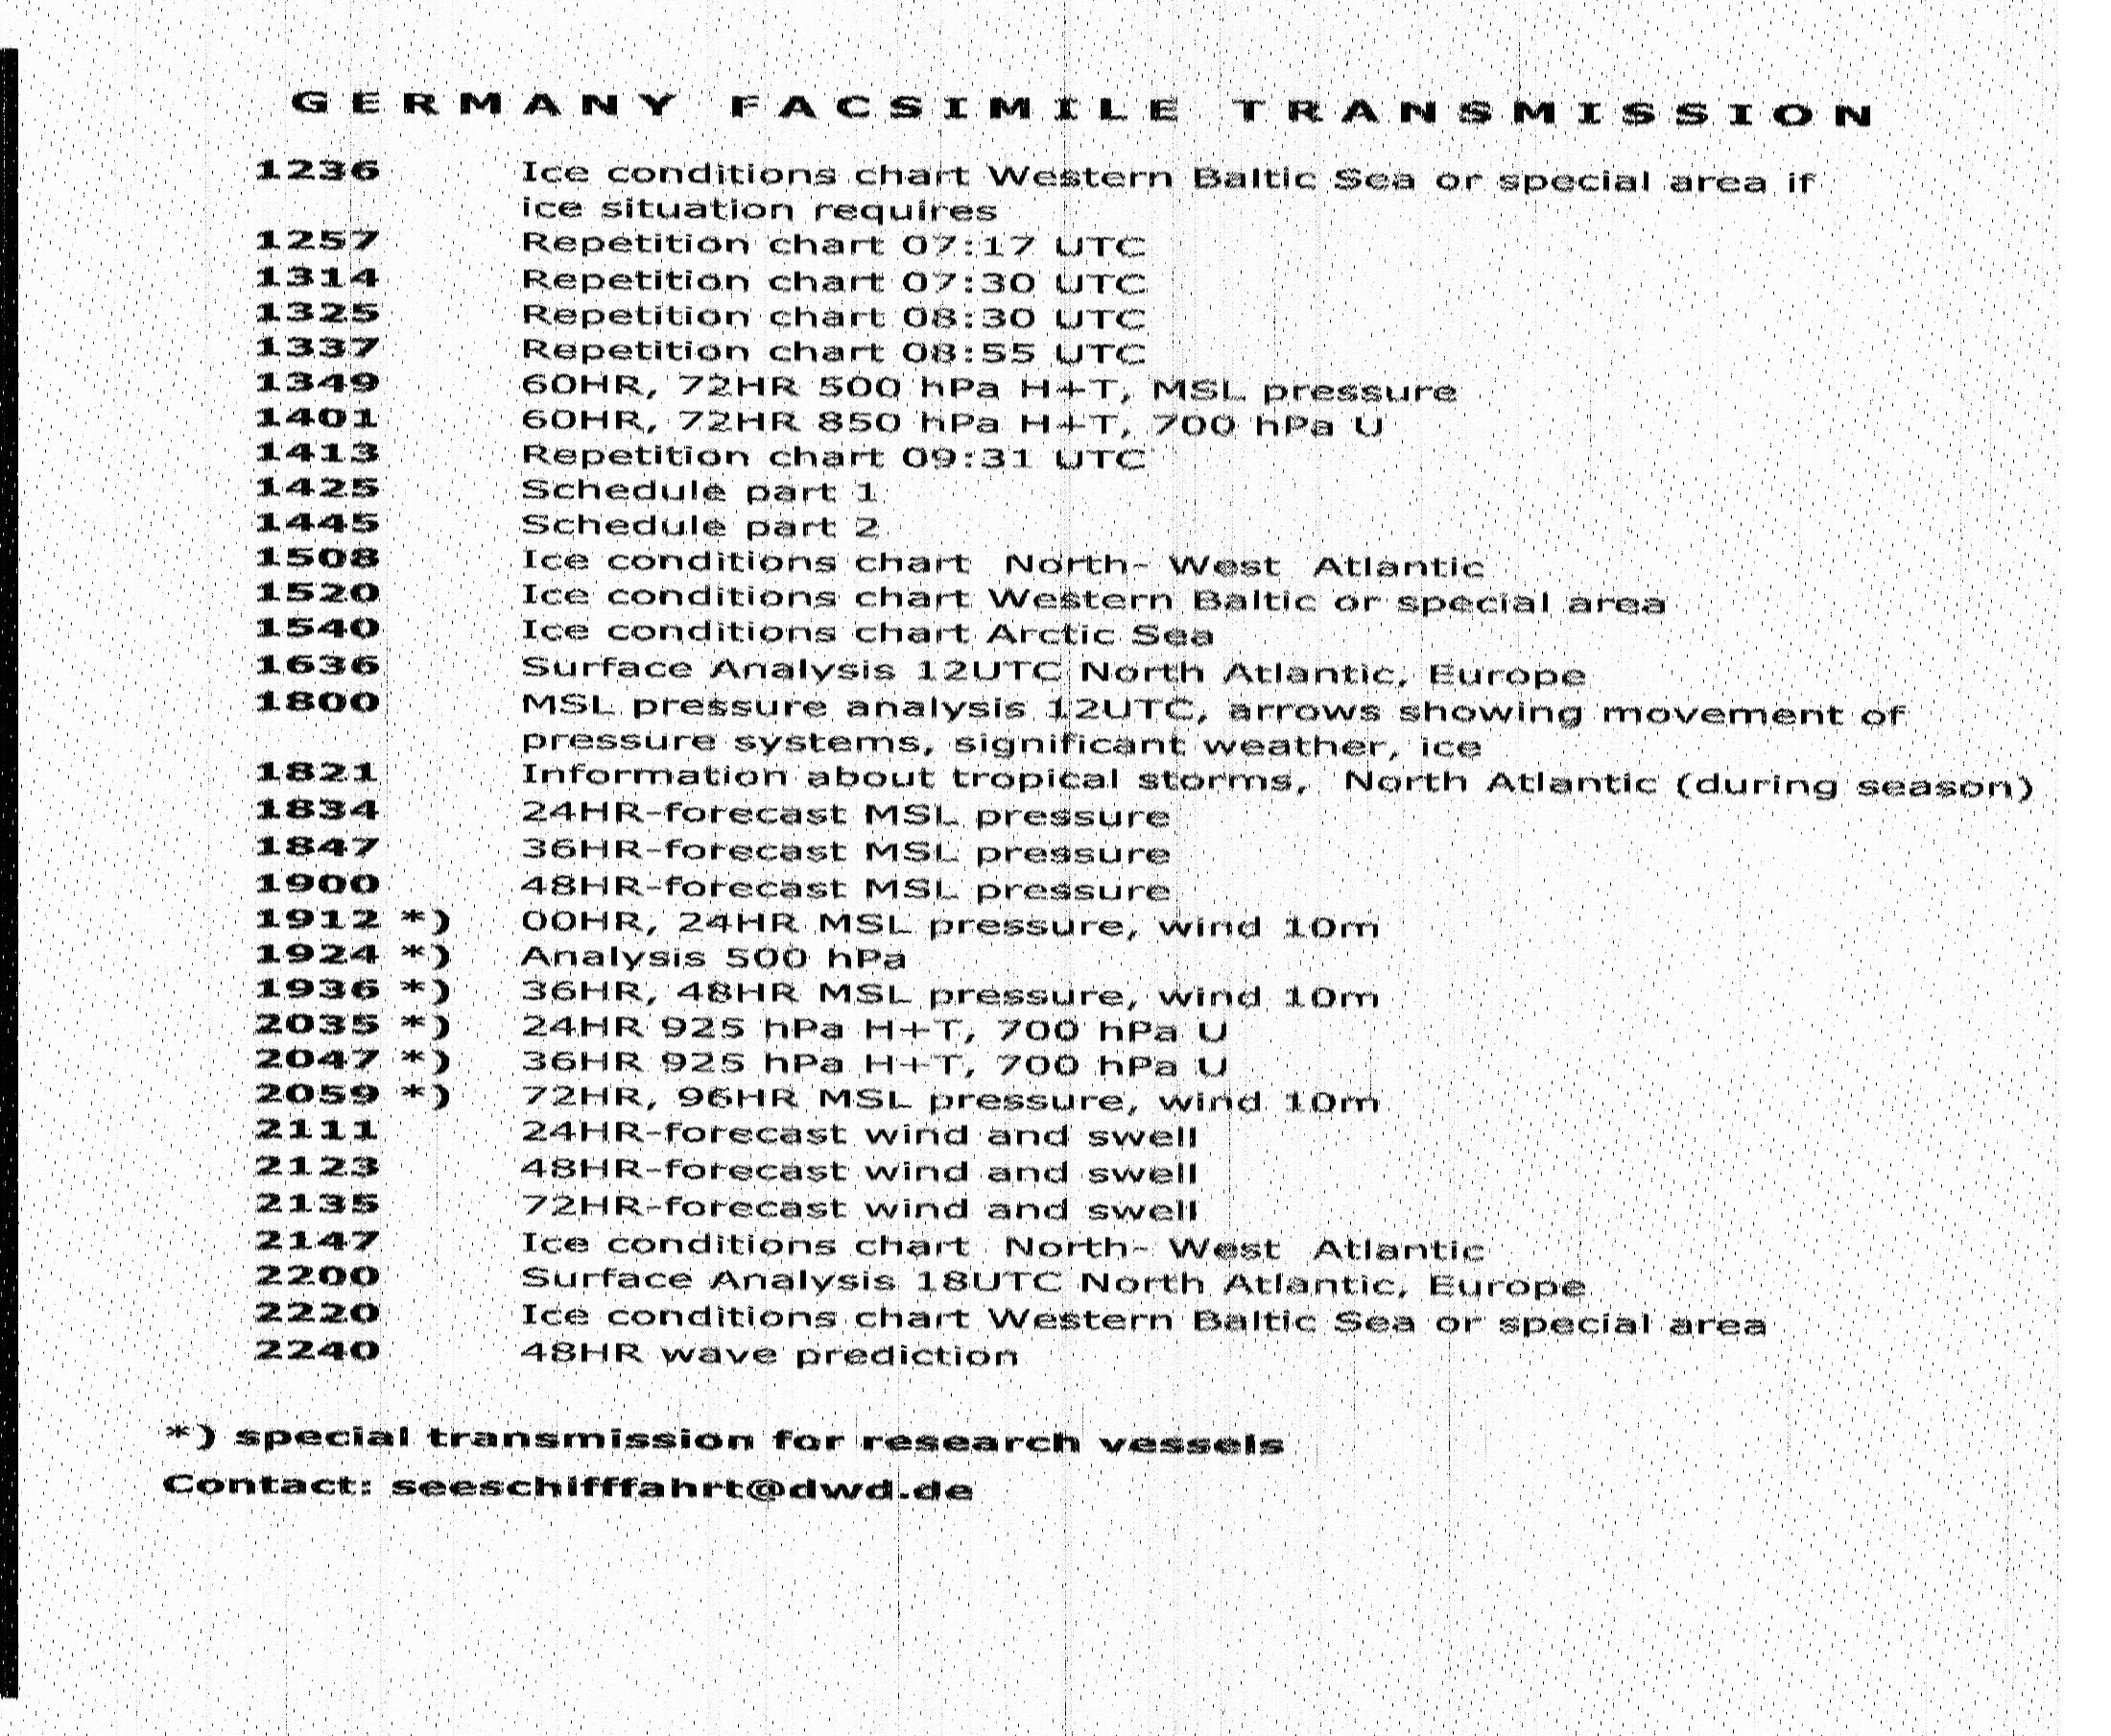 GERMANY FACSIMILE TRANSMISSION
1236 Ice conditions chart Western Baltic Sea or special area if
ice situation requires
1257 Repetition chart 07:17 UTC
1314 Repetition chart 07:30 UTC
1325 Repetition chart 08:30 UTC
1337 Repetition chart 08:55 UTC
1349 60HR, 72HR 500 hPa H+T, MSL pressure
1401 60HR, 72HR 850 hPa H+T, 700 hPa U
1413 Repetition chart 09:31 UTC
1425 Schedule part 1
1445 Schedule part 2
1508 Ice conditions chart North- West Atlantic
1520 Ice conditions chart Western Baltic or special area
1540 Ice conditions chart Arctic Sea
1636 Surface Analysis 12UTC North Atlantic, Europe
1800 MSL pressure analysis 12UTC, arrows showing movement of
pressure systems, significant weather, ice
1821 Information about tropical storms, North Atlantic (during season)
1834 24HR-forecast MSL pressure
1847 36HR-forecast MSL pressure
1900 48HR-forecast MSL pressure
1912 *) 00HR, 24HR MSL pressure, wind 10m
1924 *) Analysis 500 hPa
1936 *) 36HR, 48HR MSL pressure, wind 10m
2035 *) 24HR 925 hPa H+T, 700 hPa U
2047 *) 36HR 925 hPa H+T, 700 hPa U
2059 *) 72HR, 96HR MSL pressure, wind 10m
2111 24HR-forecast wind and swell
2123 48HR-forecast wind and swell
2135 72HR-forecast wind and swell
2147 Ice conditions chart North- West Atlantic
2200 Surface Analysis 18UTC North Atlantic, Europe
2220 Ice conditions chart Western Baltic Sea or special area
2240 48HR wave prediction
*) special transmission for research vessels
Contact: seeschifffahrt@dwd.de